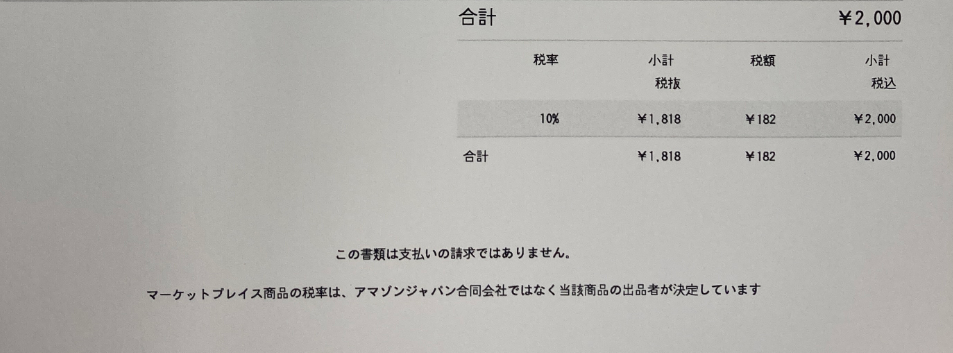 合計 ¥2,000
税率 小計 税額 小計
税抜 税込
10% ¥1,818 ¥182 ¥2,000
合計 ¥1,818 ¥182 ¥2,000
この書類は支払いの請求ではありません。
マーケットプレイス商品の税率は、アマゾンジャパン合同会社ではなく当該商品の出品者が決定しています